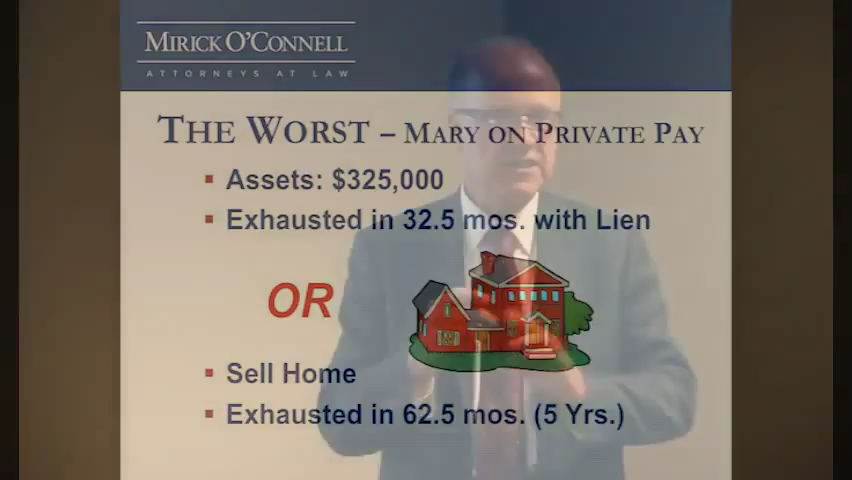 MIRICK O'CONNELL
ATTORNEYS AT LAW
THE WORST – MARY ON PRIVATE PAY
▪ Assets: $325,000
▪ Exhausted in 32.5 mos. with Lien
OR
▪ Sell Home
▪ Exhausted in 62.5 mos. (5 Yrs.)